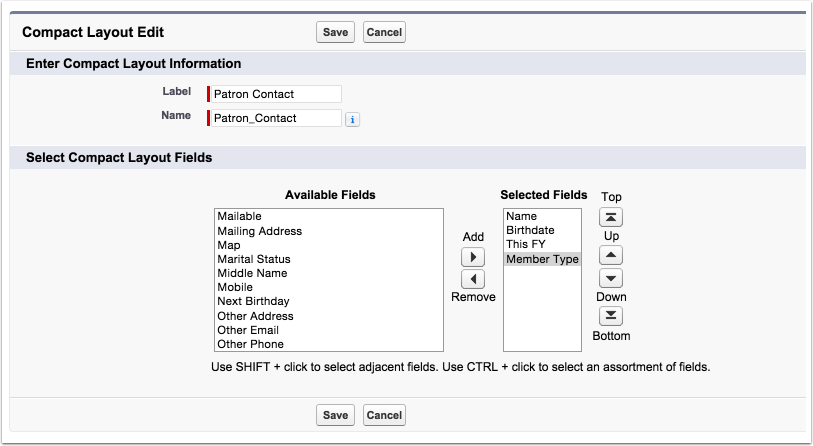 Compact Layout Edit
Save Cancel
Enter Compact Layout Information
Label Patron Contact
Name Patron_Contact i
Select Compact Layout Fields
Available Fields
Mailable
Mailing Address
Map
Marital Status
Middle Name
Mobile
Next Birthday
Other Address
Other Email
Other Phone
Add
Remove
Selected Fields
Name
Birthdate
This FY
Member Type
Top
Up
Down
Bottom
Use SHIFT + click to select adjacent fields. Use CTRL + click to select an assortment of fields.
Save Cancel